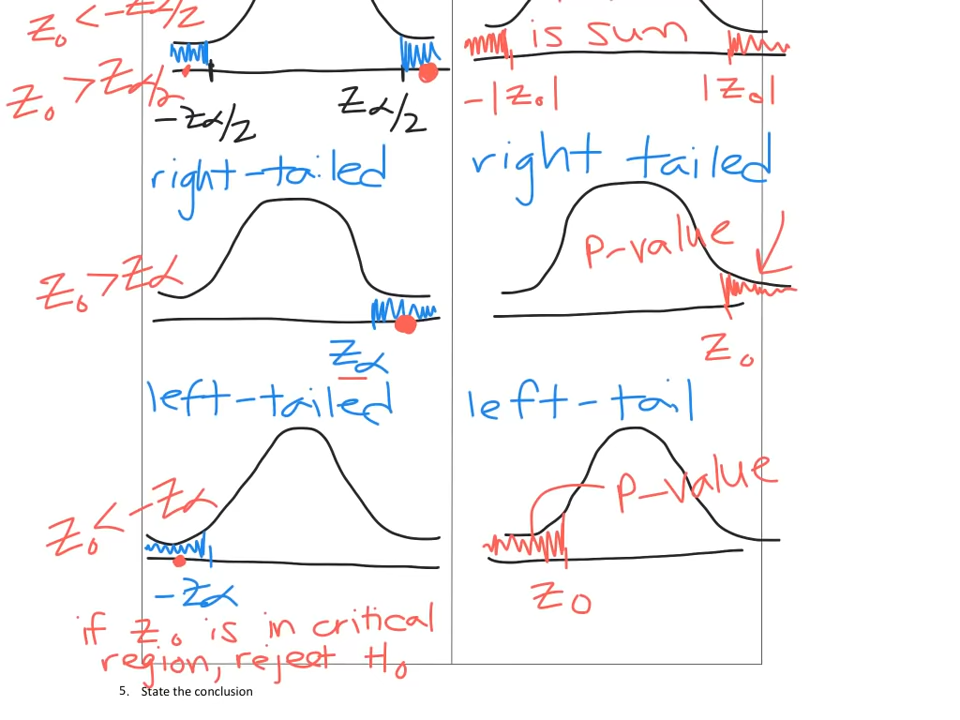 Z₀ < -Zα/2
is sum
Z₀ > Zα/2
-Zα/2
Zα/2
-|Z₀|
|Z₀|
right-tailed
right tailed
p-value
Z₀ > Zα
Zα
Z₀
left-tailed
left-tail
p-value
Z₀ < -Zα
-Zα
Z₀
if Z₀ is in critical
region, reject H₀
5. State the conclusion